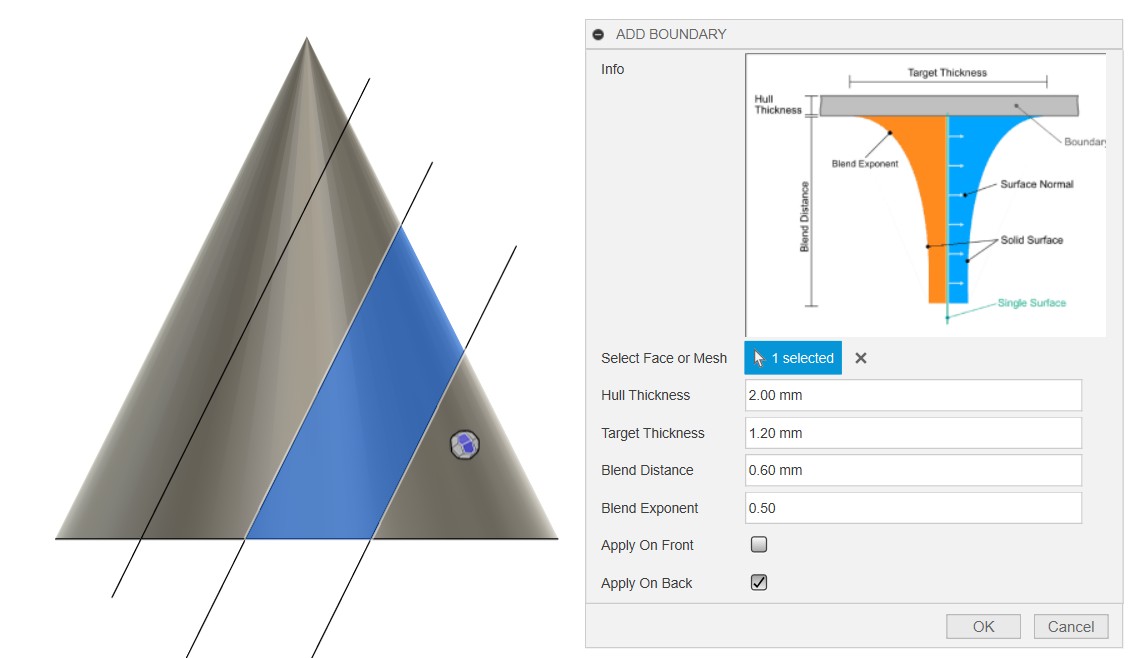 ADD BOUNDARY
Info
Target Thickness
Hull
Thickness
Boundary
Blend Exponent
Blend Distance
Surface Normal
Solid Surface
Single Surface
Select Face or Mesh 1 selected
Hull Thickness 2.00 mm
Target Thickness 1.20 mm
Blend Distance 0.60 mm
Blend Exponent 0.50
Apply On Front
Apply On Back
OK Cancel